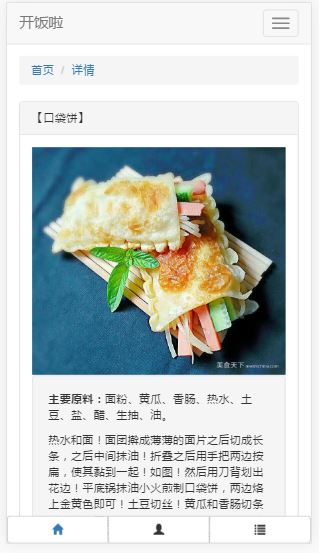 开饭啦
首页 / 详情
【口袋饼】
美食天下 meishichina.com
主要原料：面粉、黄瓜、香肠、热水、土
豆、盐、醋、生抽、油。
热水和面！面团擀成薄薄的面片之后切成长
条，之后中间抹油！折叠之后用手把两边按
扁，使其黏到一起！如图！然后用刀背划出
花边！平底锅抹油小火煎制口袋饼，两边烙
上金黄色即可！土豆切丝！黄瓜和香肠切条